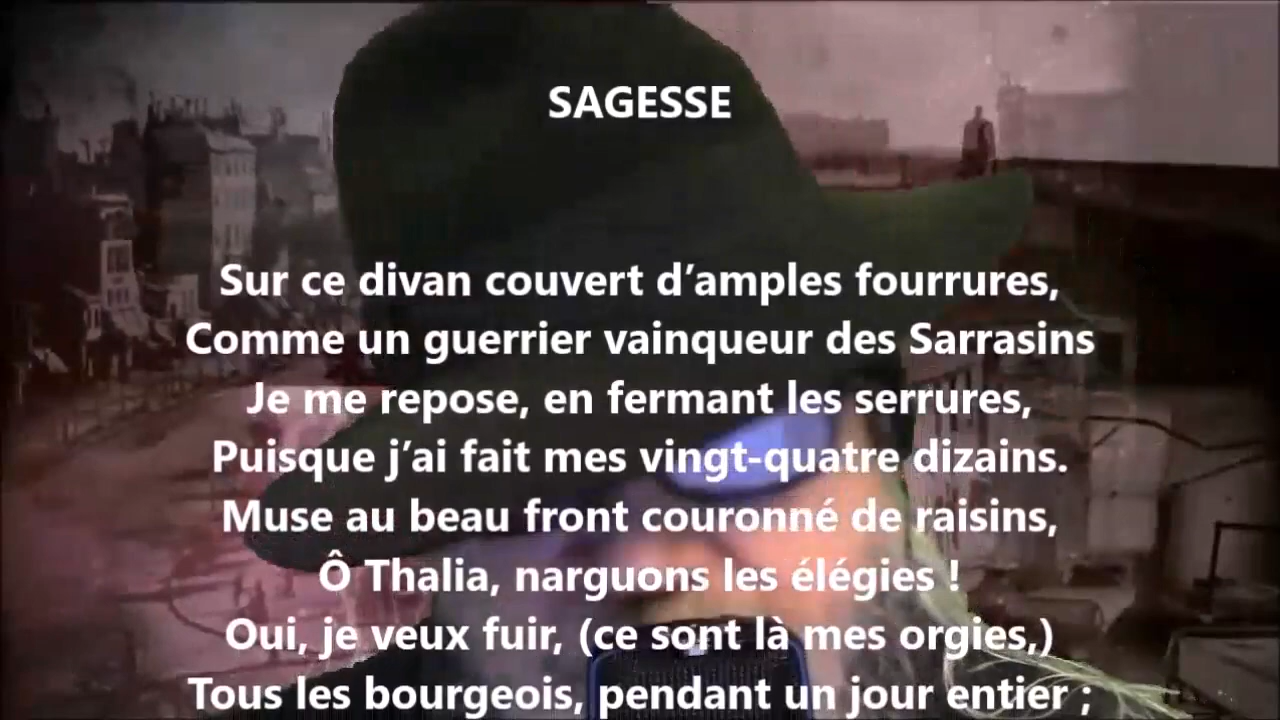 SAGESSE
Sur ce divan couvert d’amples fourrures,
Comme un guerrier vainqueur des Sarrasins
Je me repose, en fermant les serrures,
Puisque j’ai fait mes vingt-quatre dizains.
Muse au beau front couronné de raisins,
Ô Thalia, narguons les élégies !
Oui, je veux fuir, (ce sont là mes orgies,)
Tous les bourgeois, pendant un jour entier ;